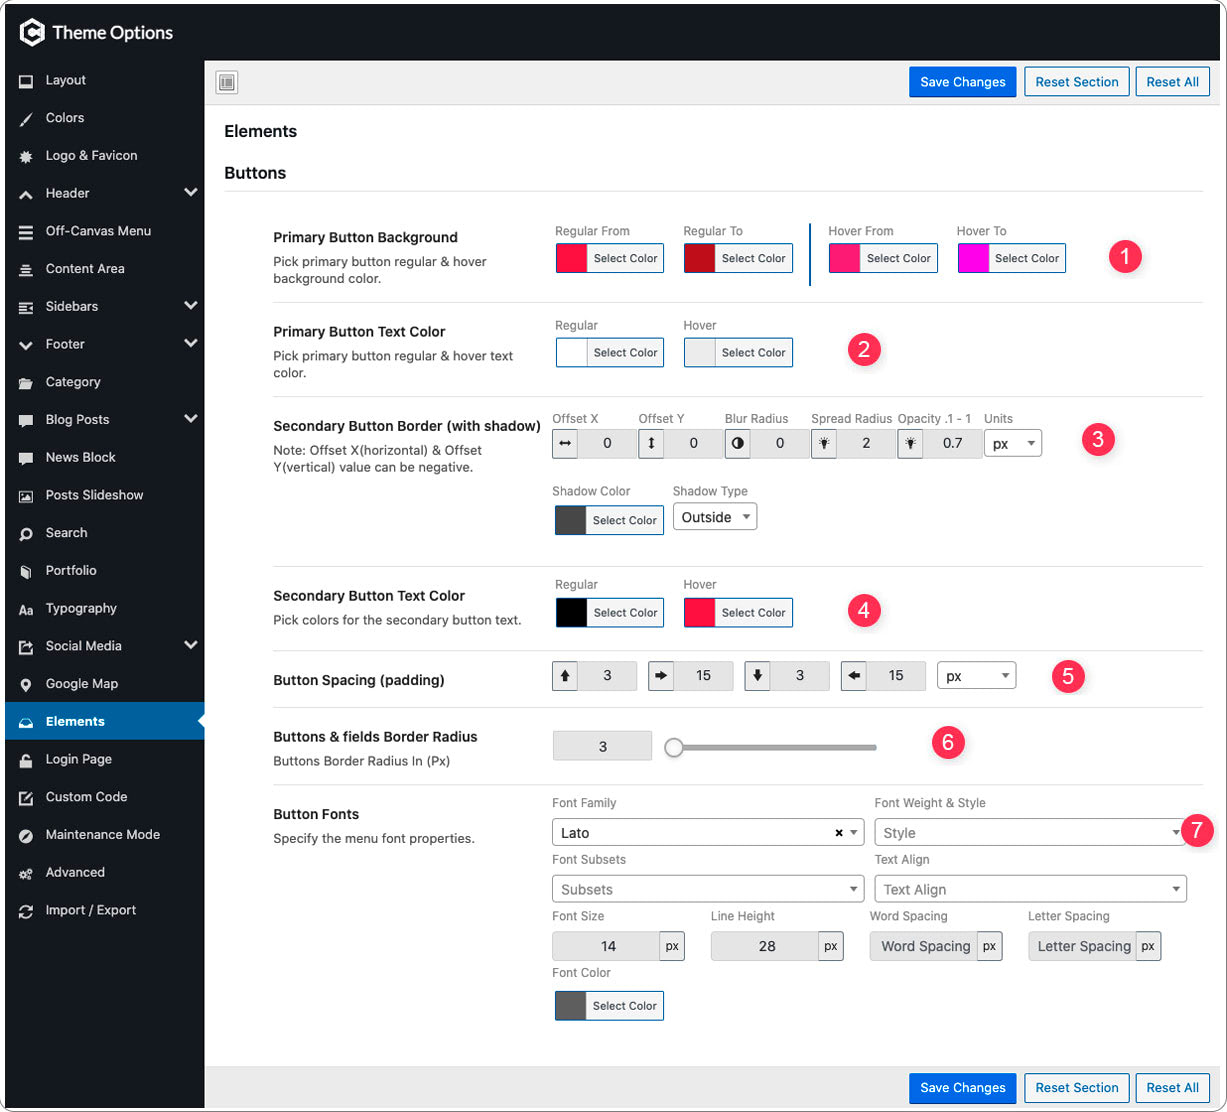 Theme Options
Layout
Colors
Logo & Favicon
Header
Off-Canvas Menu
Content Area
Sidebars
Footer
Category
Blog Posts
News Block
Posts Slideshow
Search
Portfolio
Aa Typography
Social Media
Google Map
Elements
Login Page
Custom Code
Maintenance Mode
Advanced
Import / Export
Save Changes Reset Section Reset All
Elements
Buttons
Primary Button Background
Pick primary button regular & hover
background color.
Regular From Regular To Hover From Hover To
Select Color Select Color Select Color Select Color
1
Primary Button Text Color
Pick primary button regular & hover text
color.
Regular Hover
Select Color Select Color
2
Secondary Button Border (with shadow)
Note: Offset X(horizontal) & Offset
Y(vertical) value can be negative.
Offset X Offset Y Blur Radius Spread Radius Opacity .1 - 1 Units
0 0 0 2 0.7 px
3
Shadow Color Shadow Type
Select Color Outside
Secondary Button Text Color
Pick colors for the secondary button text.
Regular Hover
Select Color Select Color
4
Button Spacing (padding)
3 15 3 15 px
5
Buttons & fields Border Radius
Buttons Border Radius In (Px)
3
6
Button Fonts
Specify the menu font properties.
Font Family Font Weight & Style
Lato × Style
7
Font Subsets Text Align
Subsets Text Align
Font Size Line Height Word Spacing Letter Spacing
14 px 28 px Word Spacing px Letter Spacing px
Font Color
Select Color
Save Changes Reset Section Reset All